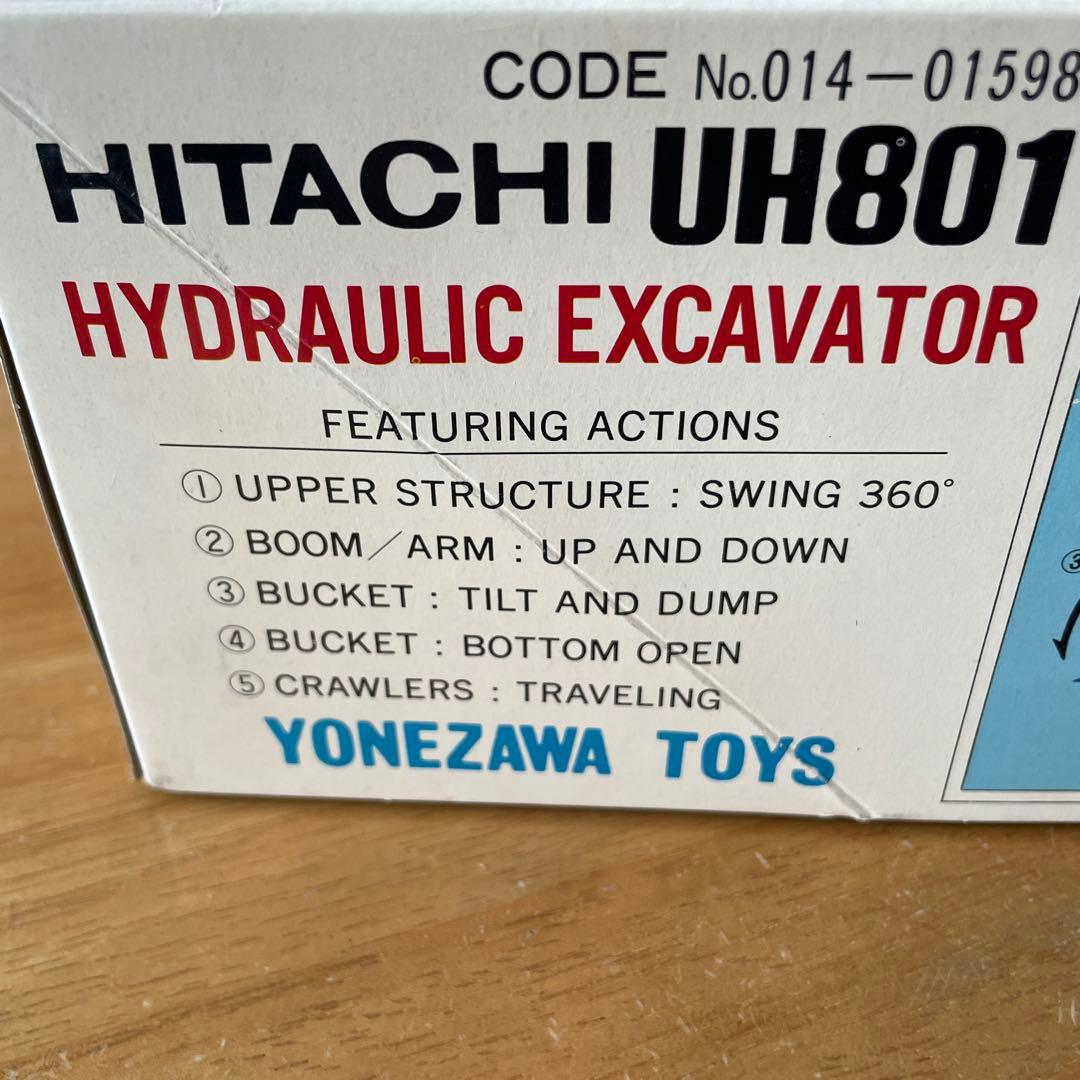 CODE No.014－01598
HITACHI UH801
HYDRAULIC EXCAVATOR
FEATURING ACTIONS
① UPPER STRUCTURE : SWING 360°
② BOOM／ARM : UP AND DOWN
③ BUCKET : TILT AND DUMP
④ BUCKET : BOTTOM OPEN
⑤ CRAWLERS : TRAVELING
YONEZAWA TOYS
③